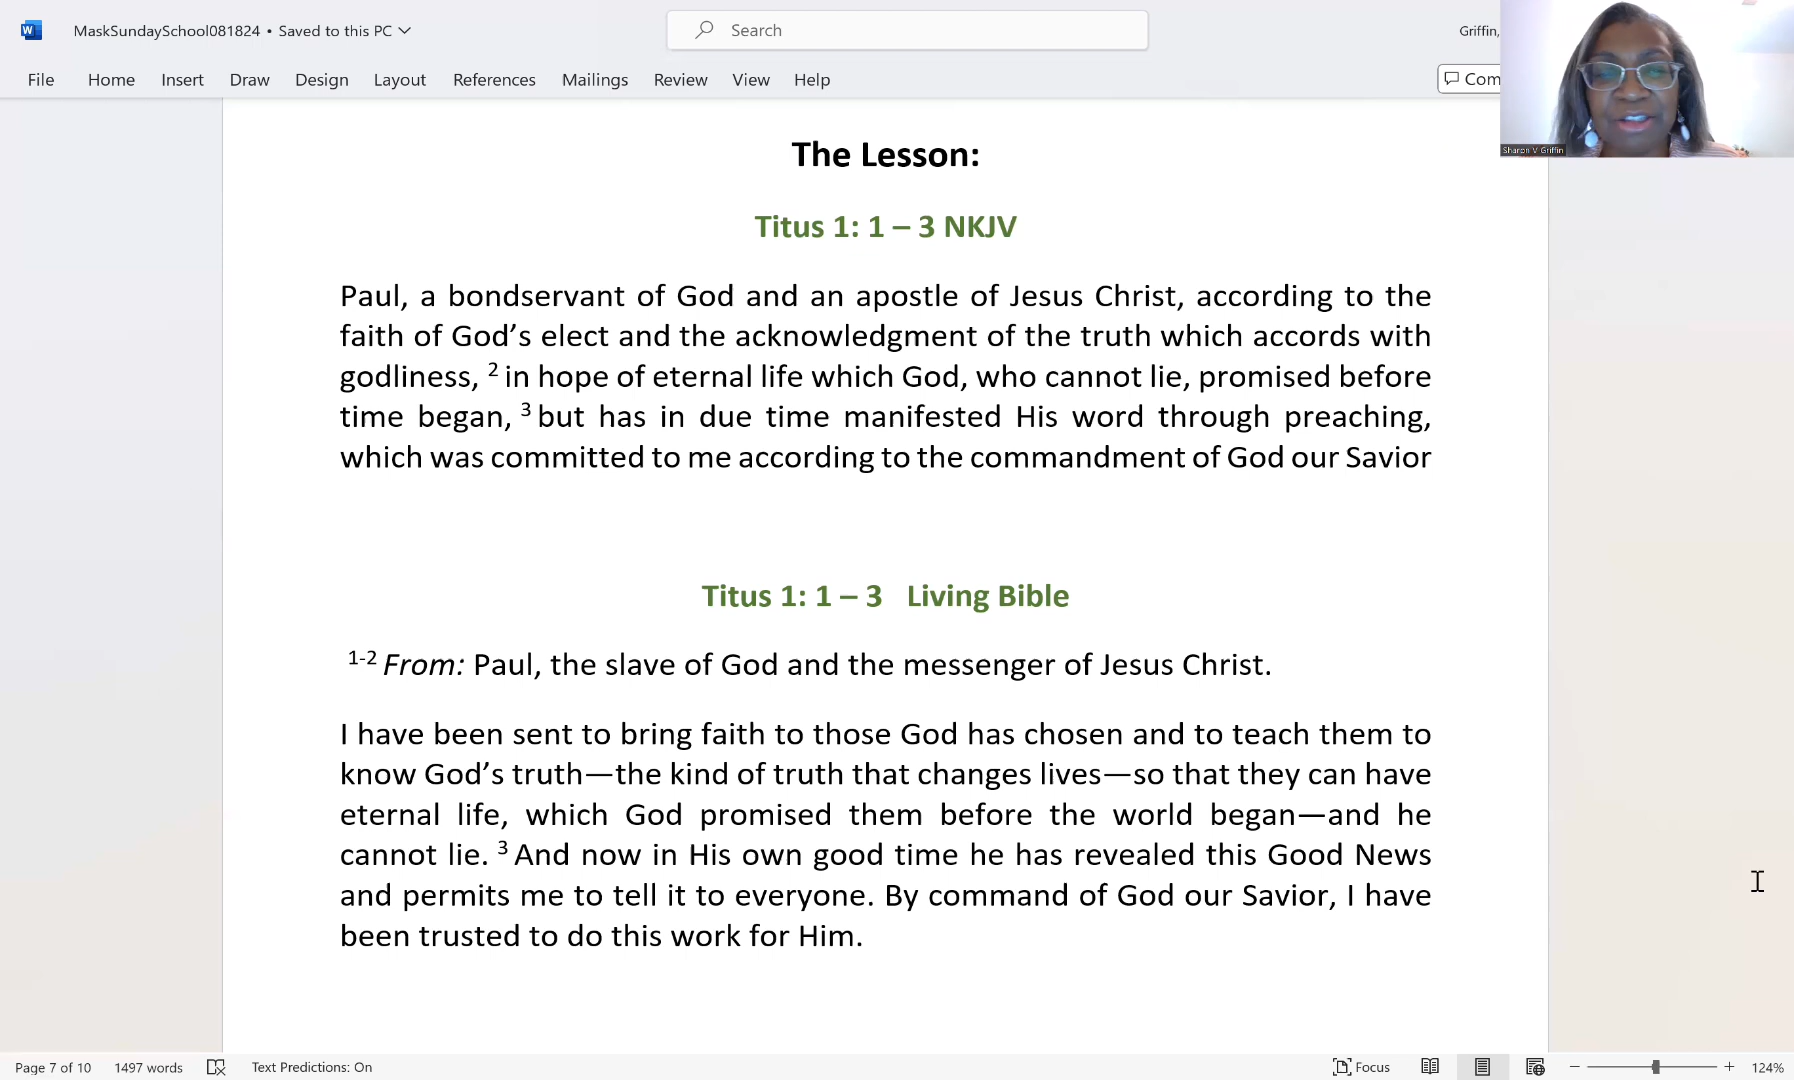 MaskSundaySchool081824 • Saved to this PC
Search
Griffin,
File Home Insert Draw Design Layout References Mailings Review View Help
Com
Sharon V Griffin
The Lesson:
Titus 1: 1 – 3 NKJV
Paul, a bondservant of God and an apostle of Jesus Christ, according to the
faith of God’s elect and the acknowledgment of the truth which accords with
godliness, 2 in hope of eternal life which God, who cannot lie, promised before
time began, 3 but has in due time manifested His word through preaching,
which was committed to me according to the commandment of God our Savior
Titus 1: 1 – 3 Living Bible
1-2 From: Paul, the slave of God and the messenger of Jesus Christ.
I have been sent to bring faith to those God has chosen and to teach them to
know God’s truth—the kind of truth that changes lives—so that they can have
eternal life, which God promised them before the world began—and he
cannot lie. 3 And now in His own good time he has revealed this Good News
and permits me to tell it to everyone. By command of God our Savior, I have
been trusted to do this work for Him.
Page 7 of 10 1497 words Text Predictions: On Focus 124%